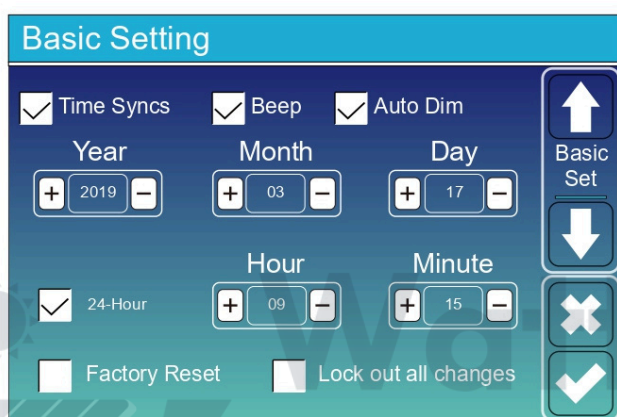 Basic Setting
Time Syncs Beep Auto Dim
Year Month Day
+ 2019 − + 03 − + 17 −
Basic
Set
Hour Minute
24-Hour + 09 − + 15 −
Factory Reset Lock out all changes
Wat